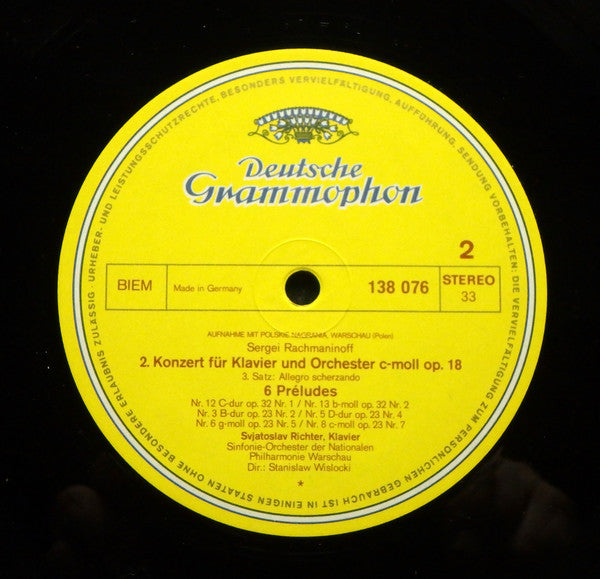 URHEBER- UND LEISTUNGSSCHUTZRECHTE, BESONDERS VERVIELFÄLTIGUNG, AUFFÜHRUNG, SENDUNG VORBEHALTEN: DIE VERVIELFÄLTIGUNG ZUM PERSÖNLICHEN GEBRAUCH IST IN EINIGEN STAATEN OHNE BESONDERE ERLAUBNIS ZULÄSSIG ·
Deutsche
Grammophon
2
BIEM Made in Germany 138 076 STEREO
33
AUFNAHME MIT POLSKIE NAGRANIA, WARSCHAU (Polen)
Sergei Rachmaninoff
2. Konzert für Klavier und Orchester c-moll op. 18
3. Satz: Allegro scherzando
6 Préludes
Nr. 12 C-dur op. 32 Nr. 1 / Nr. 13 b-moll op. 32 Nr. 2
Nr. 3 B-dur op. 23 Nr. 2 / Nr. 5 D-dur op. 23 Nr. 4
Nr. 6 g-moll op. 23 Nr. 5 / Nr. 8 c-moll op. 23 Nr. 7
Svjatoslav Richter, Klavier
Sinfonie-Orchester der Nationalen
Philharmonie Warschau
Dir.: Stanislaw Wislocki
*